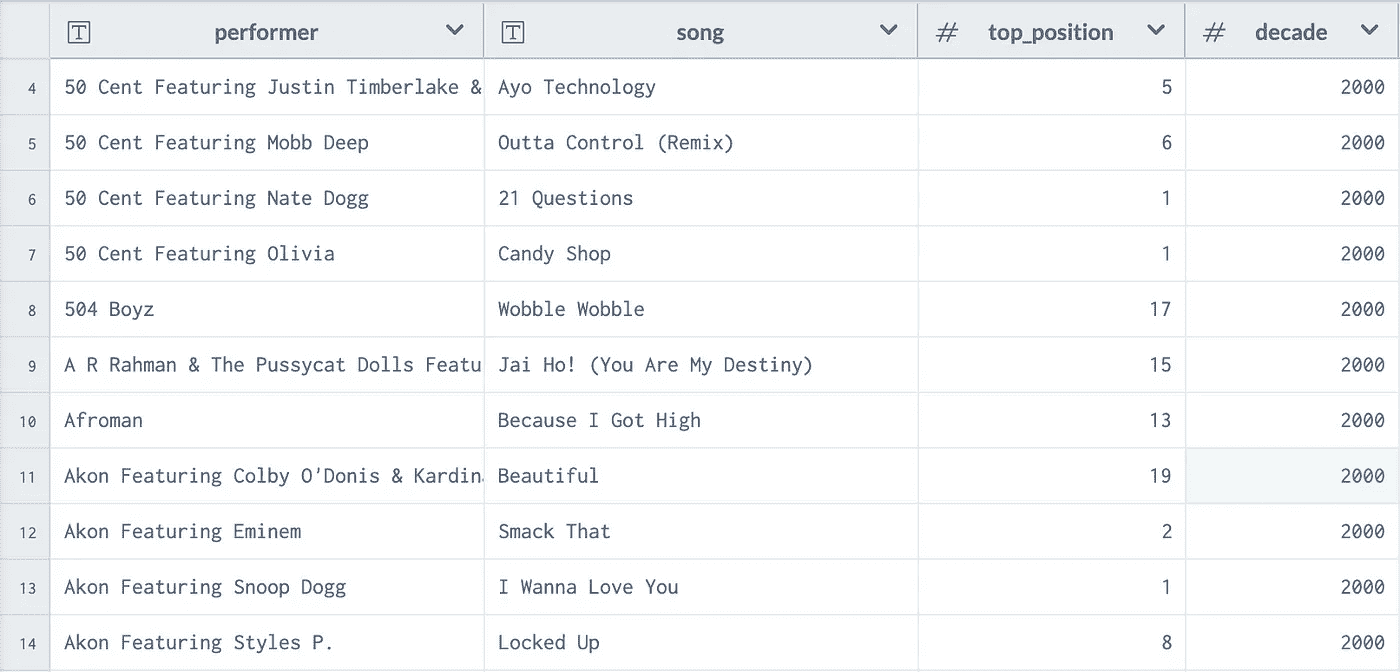 performer song top_position decade
4 50 Cent Featuring Justin Timberlake & Ayo Technology 5 2000
5 50 Cent Featuring Mobb Deep Outta Control (Remix) 6 2000
6 50 Cent Featuring Nate Dogg 21 Questions 1 2000
7 50 Cent Featuring Olivia Candy Shop 1 2000
8 504 Boyz Wobble Wobble 17 2000
9 A R Rahman & The Pussycat Dolls Featu Jai Ho! (You Are My Destiny) 15 2000
10 Afroman Because I Got High 13 2000
11 Akon Featuring Colby O'Donis & Kardin Beautiful 19 2000
12 Akon Featuring Eminem Smack That 2 2000
13 Akon Featuring Snoop Dogg I Wanna Love You 1 2000
14 Akon Featuring Styles P. Locked Up 8 2000